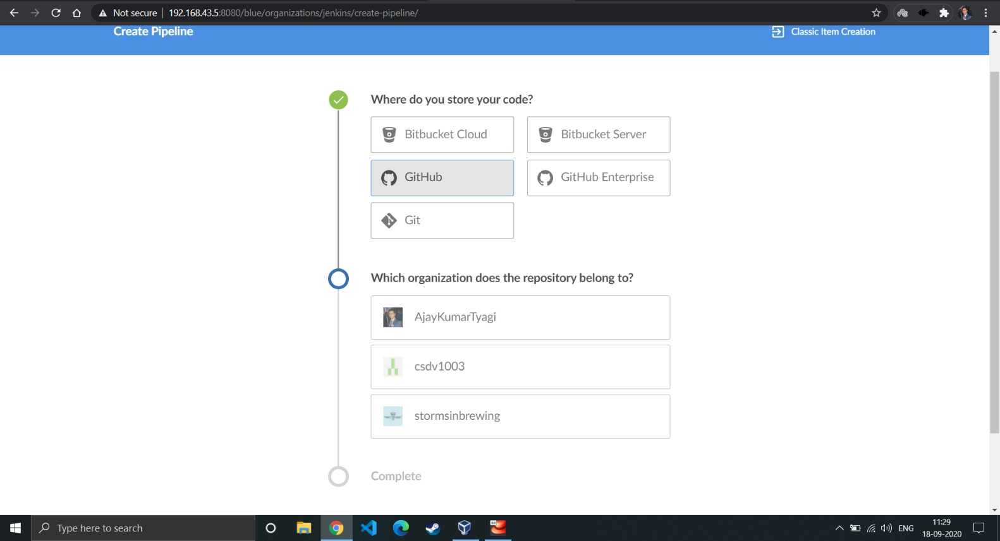 Not secure | 192.168.43.5:8080/blue/organizations/jenkins/create-pipeline/
Create Pipeline
Classic Item Creation
Where do you store your code?
Bitbucket Cloud
Bitbucket Server
GitHub
GitHub Enterprise
Git
Which organization does the repository belong to?
AjayKumarTyagi
csdv1003
stormsinbrewing
Complete
Type here to search
ENG
11:29
18-09-2020